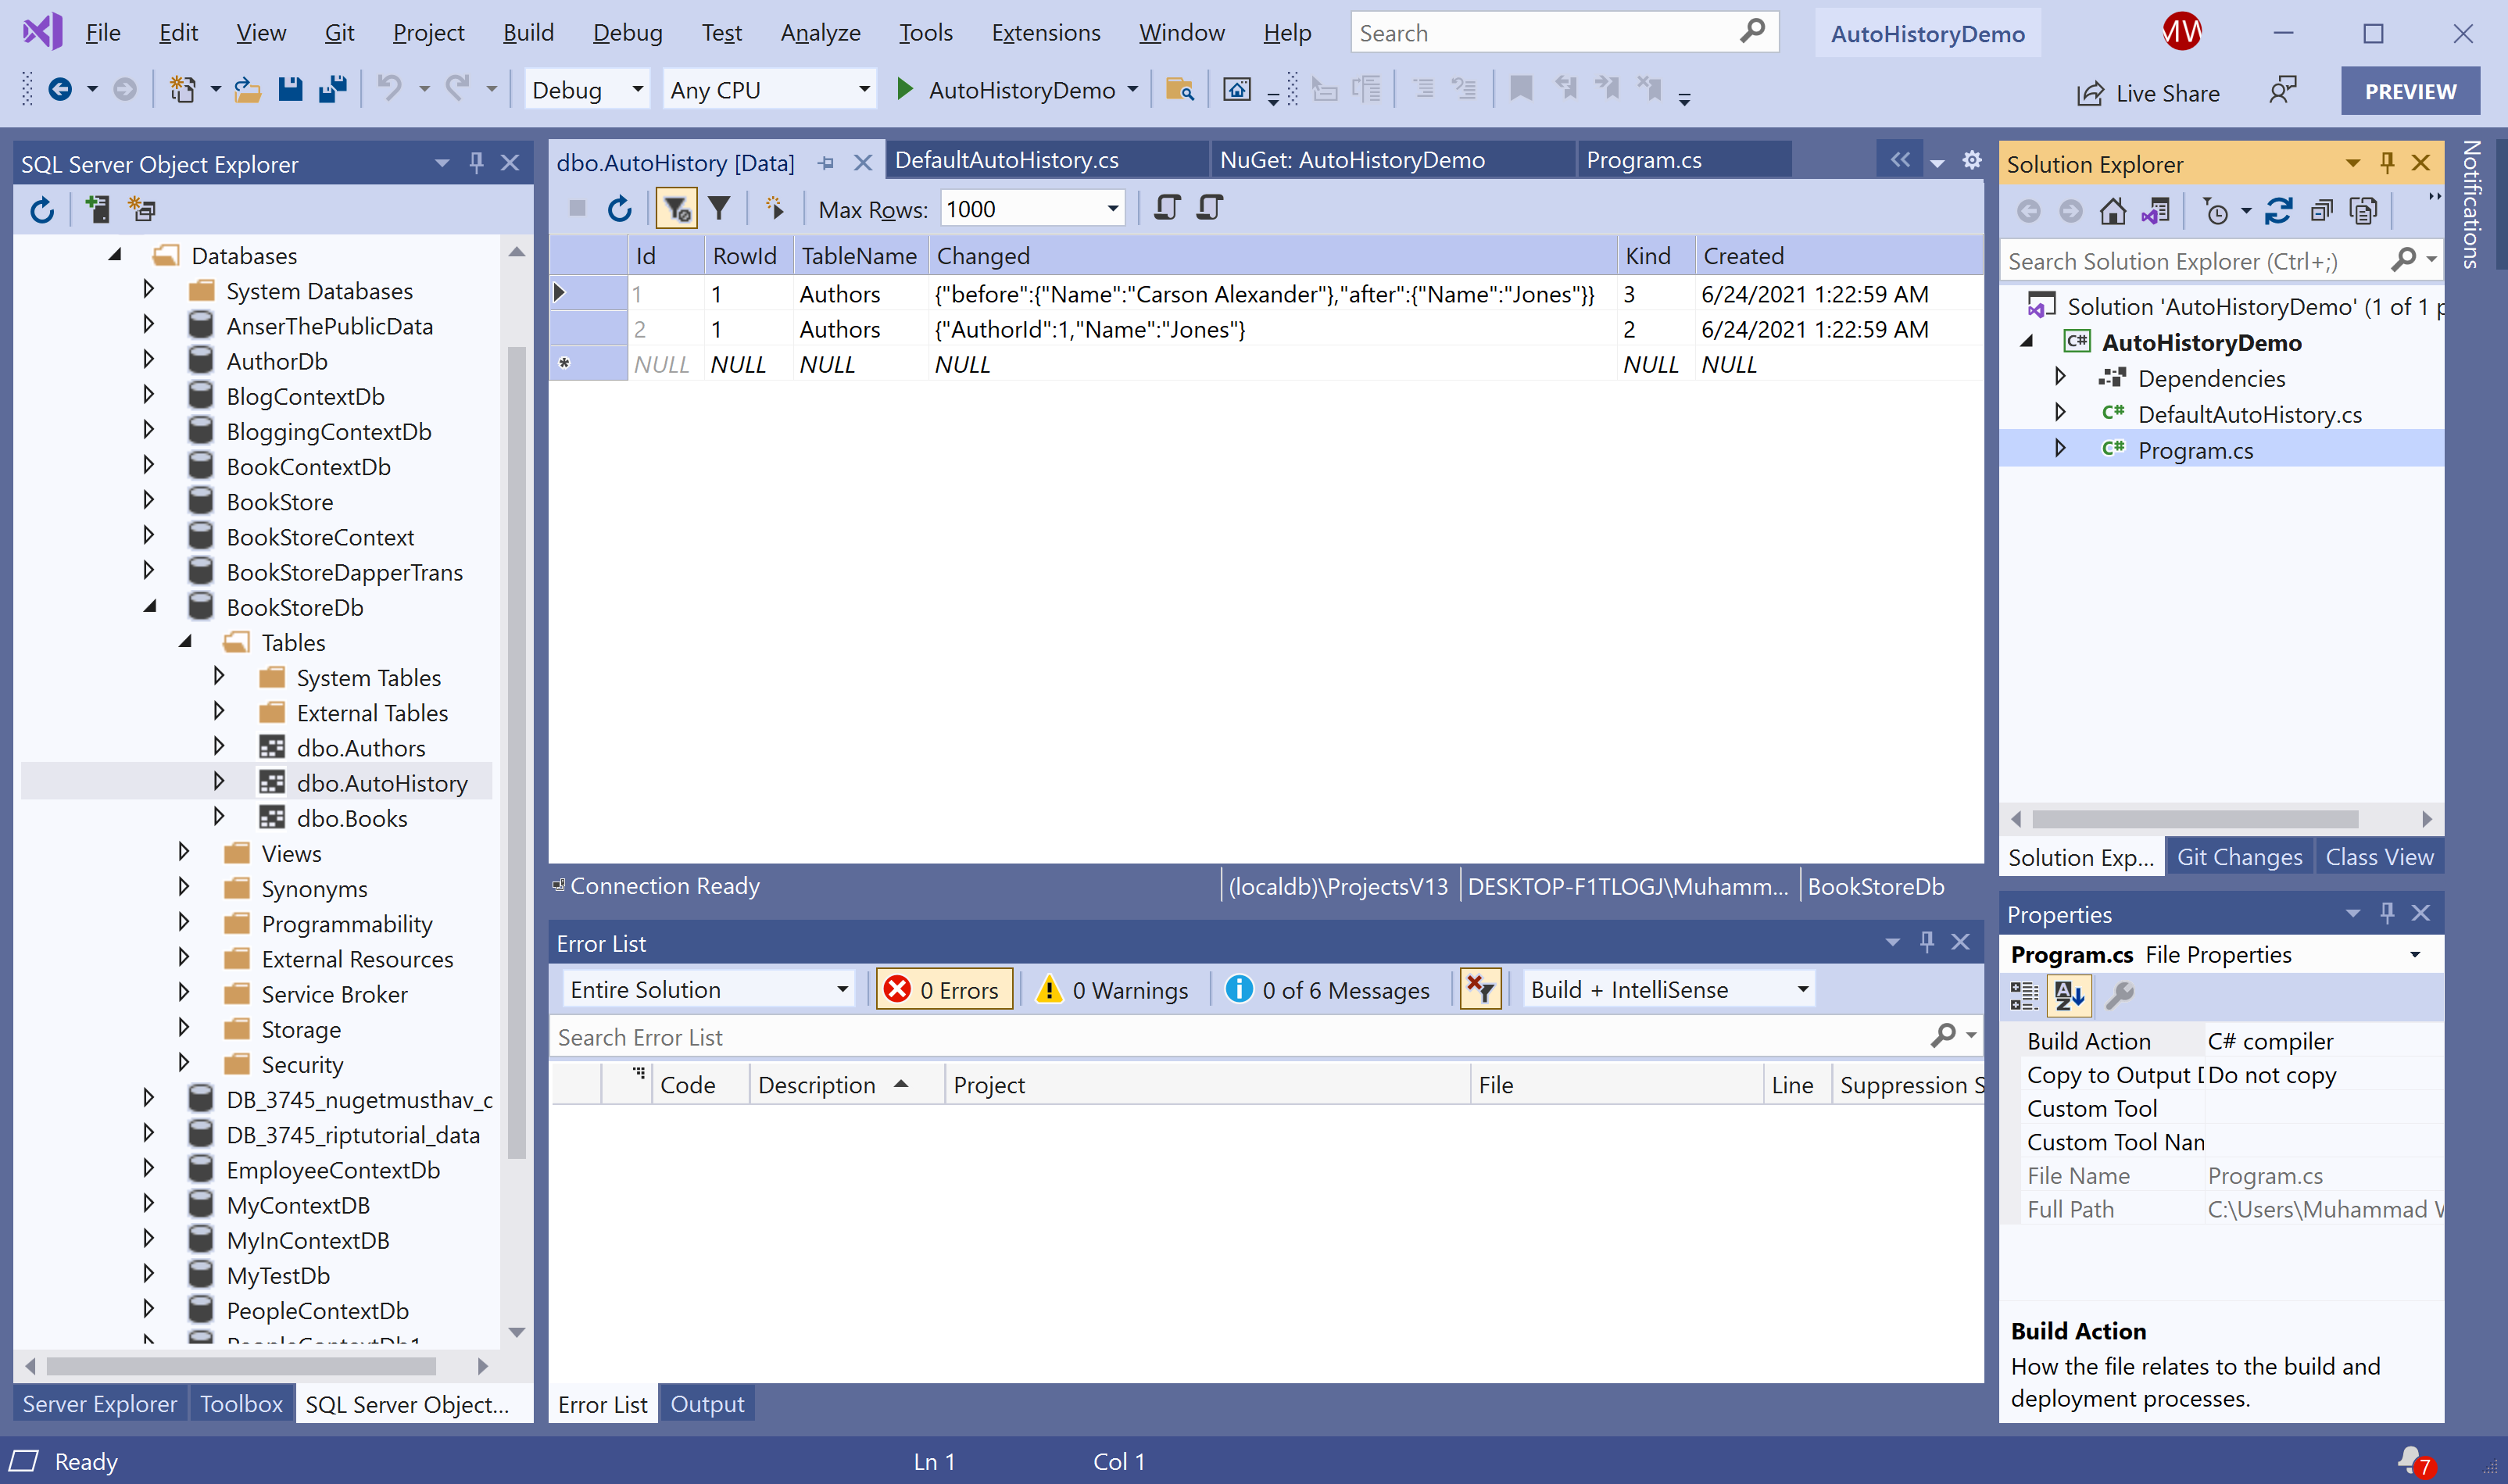 File Edit View Git Project Build Debug Test Analyze Tools Extensions Window Help Search AutoHistoryDemo MW
Debug Any CPU AutoHistoryDemo Live Share PREVIEW
SQL Server Object Explorer
Databases
System Databases
AnserThePublicData
AuthorDb
BlogContextDb
BloggingContextDb
BookContextDb
BookStore
BookStoreContext
BookStoreDapperTrans
BookStoreDb
Tables
System Tables
External Tables
dbo.Authors
dbo.AutoHistory
dbo.Books
Views
Synonyms
Programmability
External Resources
Service Broker
Storage
Security
DB_3745_nugetmusthav_c
DB_3745_riptutorial_data
EmployeeContextDb
MyContextDB
MyInContextDB
MyTestDb
PeopleContextDb
PeopleContextDb1
Server Explorer Toolbox SQL Server Object...
dbo.AutoHistory [Data] DefaultAutoHistory.cs NuGet: AutoHistoryDemo Program.cs
Max Rows: 1000
Id RowId TableName Changed Kind Created
1 1 Authors {"before":{"Name":"Carson Alexander"},"after":{"Name":"Jones"}} 3 6/24/2021 1:22:59 AM
2 1 Authors {"AuthorId":1,"Name":"Jones"} 2 6/24/2021 1:22:59 AM
NULL NULL NULL NULL NULL NULL
Connection Ready (localdb)\ProjectsV13 DESKTOP-F1TLOGJ\Muhamm... BookStoreDb
Error List
Entire Solution 0 Errors 0 Warnings 0 of 6 Messages Build + IntelliSense
Search Error List
Code Description Project File Line Suppression S
Error List Output
Solution Explorer
Search Solution Explorer (Ctrl+;)
Solution 'AutoHistoryDemo' (1 of 1 p
C# AutoHistoryDemo
Dependencies
C# DefaultAutoHistory.cs
C# Program.cs
Solution Exp... Git Changes Class View
Properties
Program.cs File Properties
Build Action C# compiler
Copy to Output D Do not copy
Custom Tool
Custom Tool Nam
File Name Program.cs
Full Path C:\Users\Muhammad W
Build Action
How the file relates to the build and
deployment processes.
Notifications
Ready Ln 1 Col 1 7